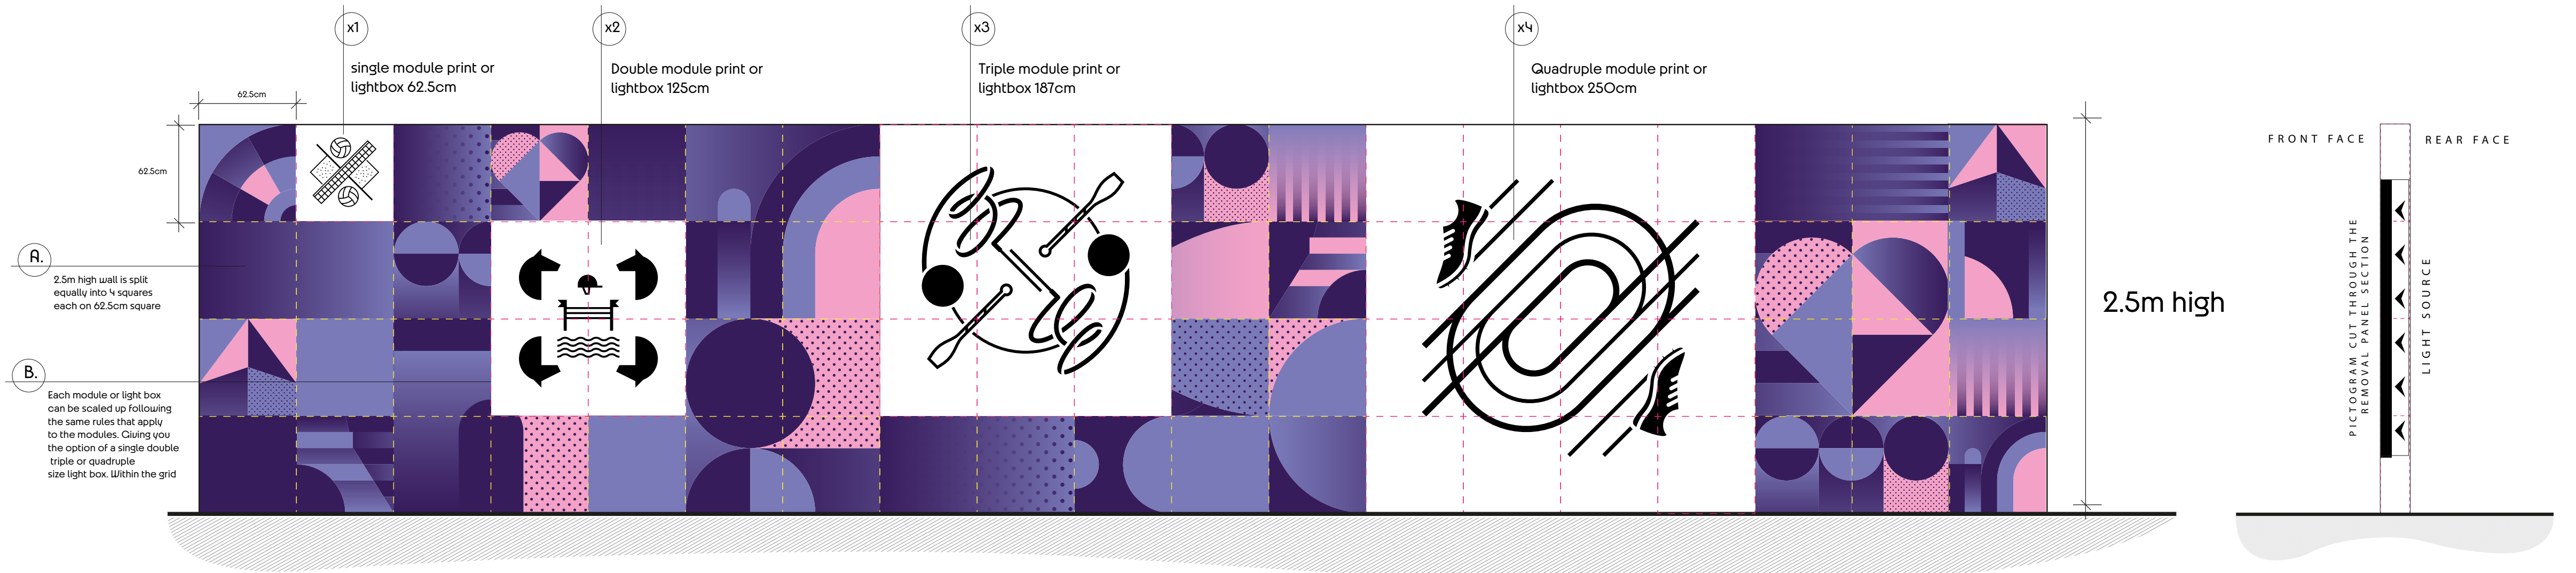 x1
x2
x3
x4
single module print or
lightbox 62.5cm
Double module print or
lightbox 125cm
Triple module print or
lightbox 187cm
Quadruple module print or
lightbox 250cm
62.5cm
62.5cm
A.
2.5m high wall is split
equally into 4 squares
each on 62.5cm square
B.
Each module or light box
can be scaled up following
the same rules that apply
to the modules. Giving you
the option of a single double
triple or quadruple
size light box. Within the grid
2.5m high
FRONT FACE
REAR FACE
PICTOGRAM CUT THROUGH THE
REMOVAL PANEL SECTION
LIGHT SOURCE